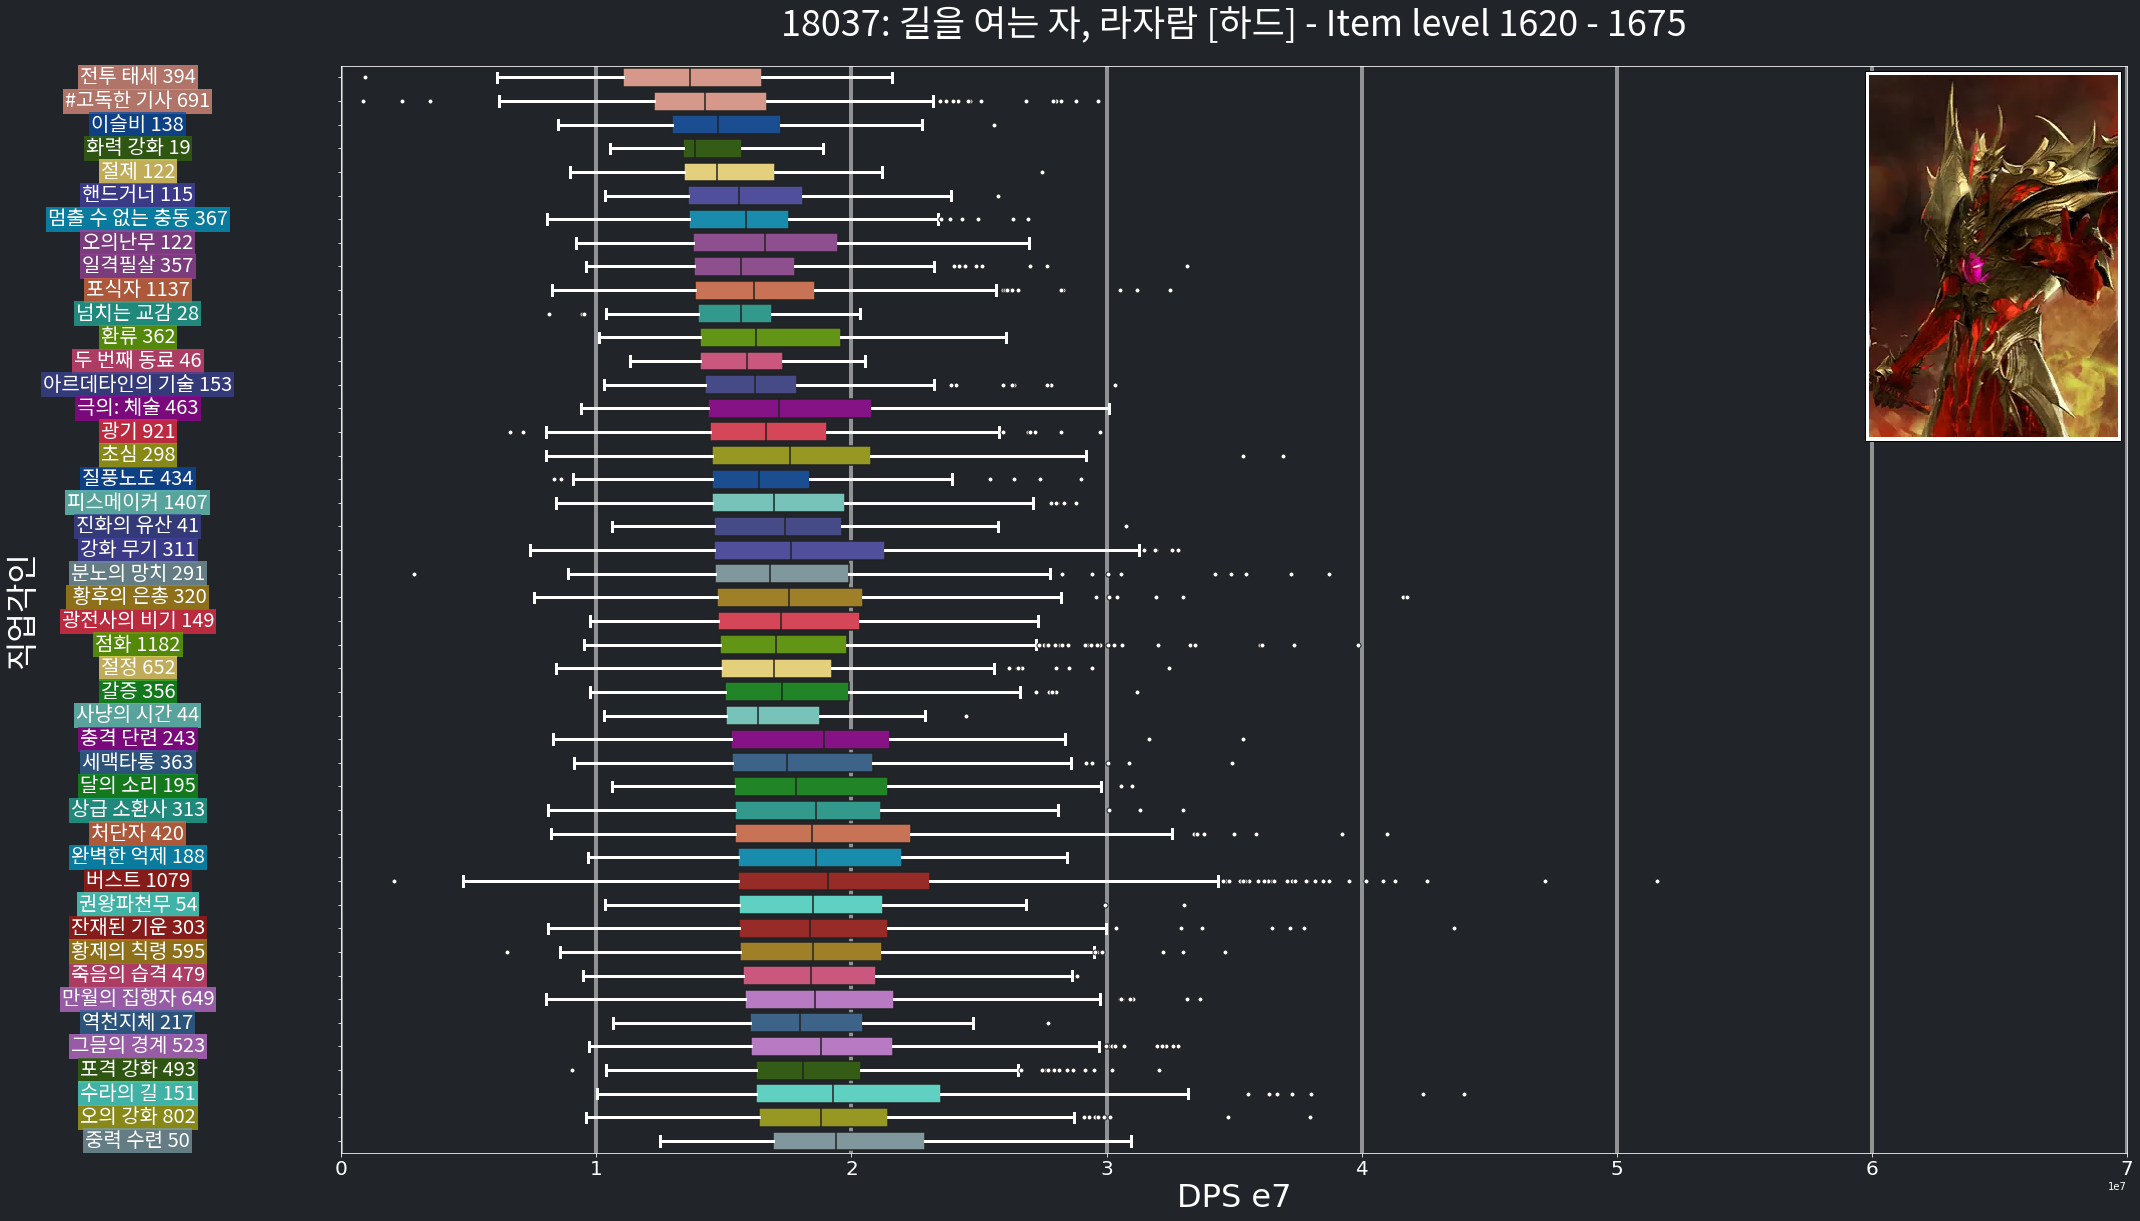 18037: 길을 여는 자, 라자람 [하드] - Item level 1620 - 1675
전투 태세 394
#고독한 기사 691
이슬비 138
화력 강화 19
절제 122
핸드거너 115
멈출 수 없는 충동 367
오의난무 122
일격필살 357
포식자 1137
넘치는 교감 28
환류 362
두 번째 동료 46
아르데타인의 기술 153
극의: 체술 463
광기 921
초심 298
질풍노도 434
피스메이커 1407
진화의 유산 41
강화 무기 311
분노의 망치 291
황후의 은총 320
광전사의 비기 149
점화 1182
절정 652
갈증 356
사냥의 시간 44
충격 단련 243
세맥타통 363
달의 소리 195
상급 소환사 313
처단자 420
완벽한 억제 188
버스트 1079
권왕파천무 54
잔재된 기운 303
황제의 칙령 595
죽음의 습격 479
만월의 집행자 649
역천지체 217
그믐의 경계 523
포격 강화 493
수라의 길 151
오의 강화 802
중력 수련 50
직업각인
0 1 2 3 4 5 6 7
DPS e7
1e7